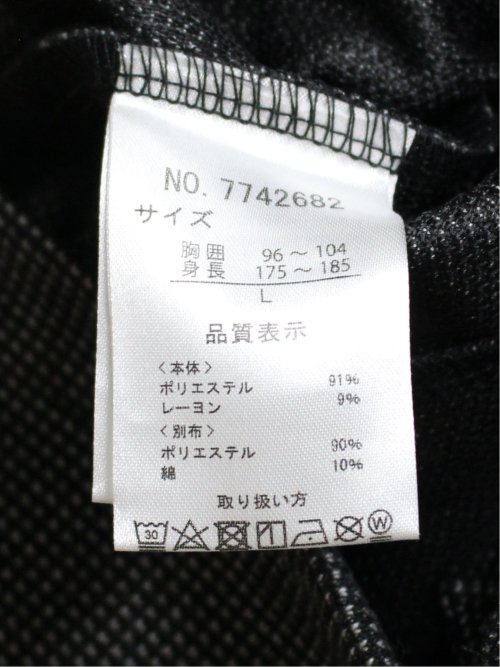 NO. 7742682
サイズ
胸囲 96～104
身長 175～185
L
品質表示
〈本体〉
ポリエステル 91%
レーヨン 9%
〈別布〉
ポリエステル 90%
綿 10%
取り扱い方
30 W